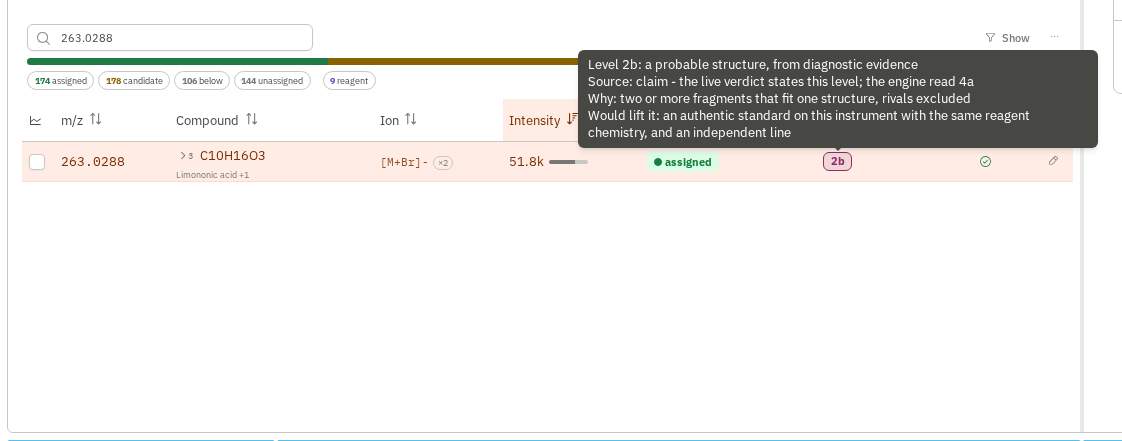 263.0288
Show ...
174 assigned 178 candidate 106 below 144 unassigned 9 reagent
Level 2b: a probable structure, from diagnostic evidence
Source: claim - the live verdict states this level; the engine read 4a
Why: two or more fragments that fit one structure, rivals excluded
Would lift it: an authentic standard on this instrument with the same reagent
chemistry, and an independent line
m/z Compound Ion Intensity
263.0288 3 C10H16O3 [M+Br]- ×2 51.8k assigned 2b
Limononic acid +1